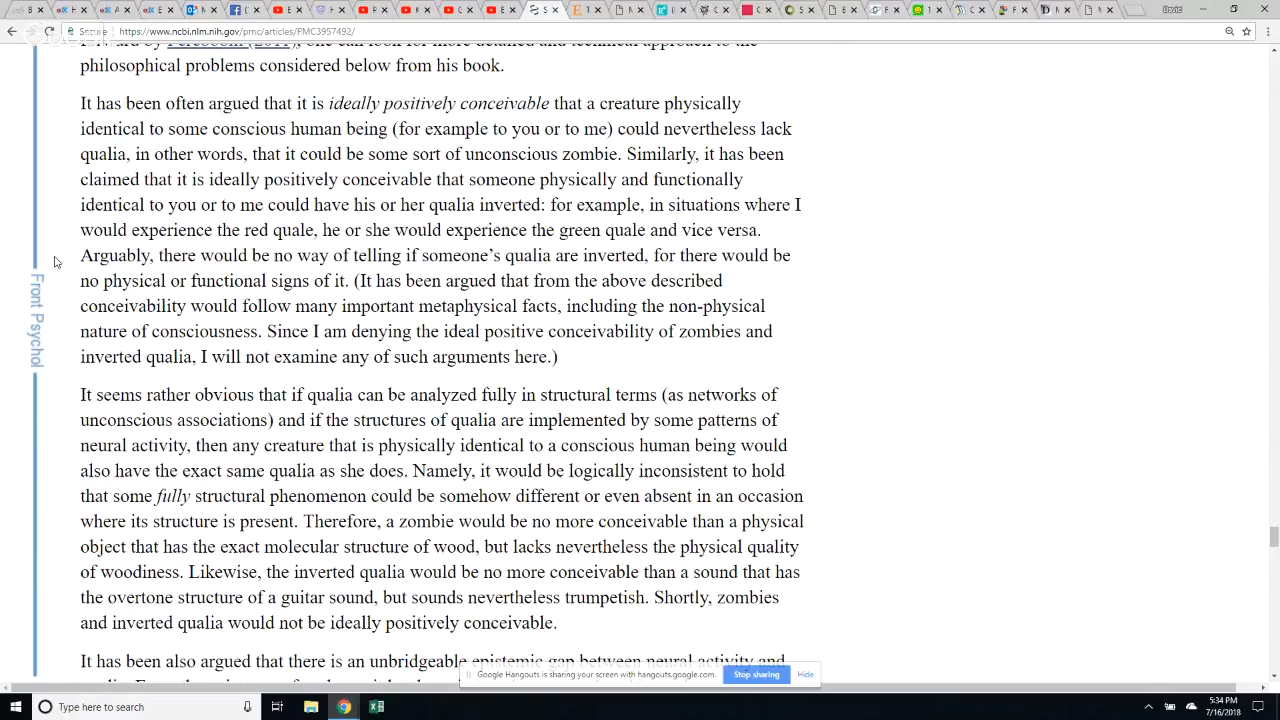 Secure
https://www.ncbi.nlm.nih.gov/pmc/articles/PMC3957492/
philosophical problems considered below from his book.
It has been often argued that it is ideally positively conceivable that a creature physically
identical to some conscious human being (for example to you or to me) could nevertheless lack
qualia, in other words, that it could be some sort of unconscious zombie. Similarly, it has been
claimed that it is ideally positively conceivable that someone physically and functionally
identical to you or to me could have his or her qualia inverted: for example, in situations where I
would experience the red quale, he or she would experience the green quale and vice versa.
Arguably, there would be no way of telling if someone’s qualia are inverted, for there would be
no physical or functional signs of it. (It has been argued that from the above described
conceivability would follow many important metaphysical facts, including the non-physical
nature of consciousness. Since I am denying the ideal positive conceivability of zombies and
inverted qualia, I will not examine any of such arguments here.)
It seems rather obvious that if qualia can be analyzed fully in structural terms (as networks of
unconscious associations) and if the structures of qualia are implemented by some patterns of
neural activity, then any creature that is physically identical to a conscious human being would
also have the exact same qualia as she does. Namely, it would be logically inconsistent to hold
that some fully structural phenomenon could be somehow different or even absent in an occasion
where its structure is present. Therefore, a zombie would be no more conceivable than a physical
object that has the exact molecular structure of wood, but lacks nevertheless the physical quality
of woodiness. Likewise, the inverted qualia would be no more conceivable than a sound that has
the overtone structure of a guitar sound, but sounds nevertheless trumpetish. Shortly, zombies
and inverted qualia would not be ideally positively conceivable.
It has been also argued that there is an unbridgeable epistemic gap between neural activity and
Front Psychol
Google Hangouts is sharing your screen with hangouts.google.com.
Stop sharing
Hide
Type here to search
5:34 PM
7/16/2018